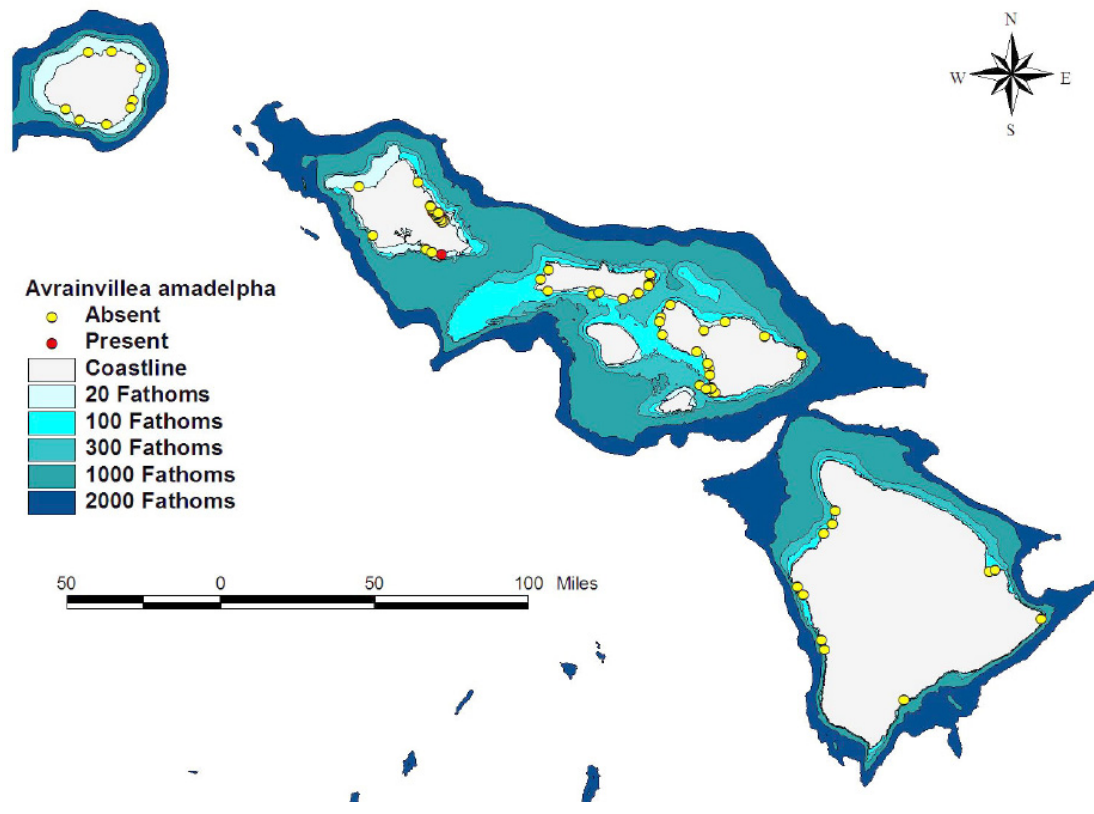 N
W E
S
Avrainvillea amadelpha
Absent
Present
Coastline
20 Fathoms
100 Fathoms
300 Fathoms
1000 Fathoms
2000 Fathoms
50 0 50 100 Miles